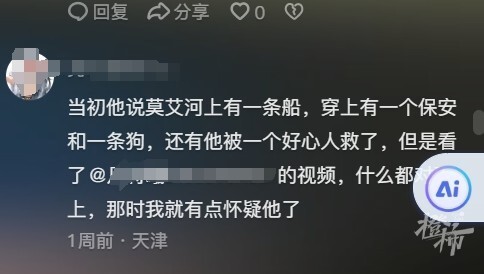 回复 分享 0
当初他说莫艾河上有一条船，穿上有一个保安
和一条狗，还有他被一个好心人救了，但是看
了@ 的视频，什么都
上，那时我就有点怀疑他了
1周前·天津
Ai
橙柿